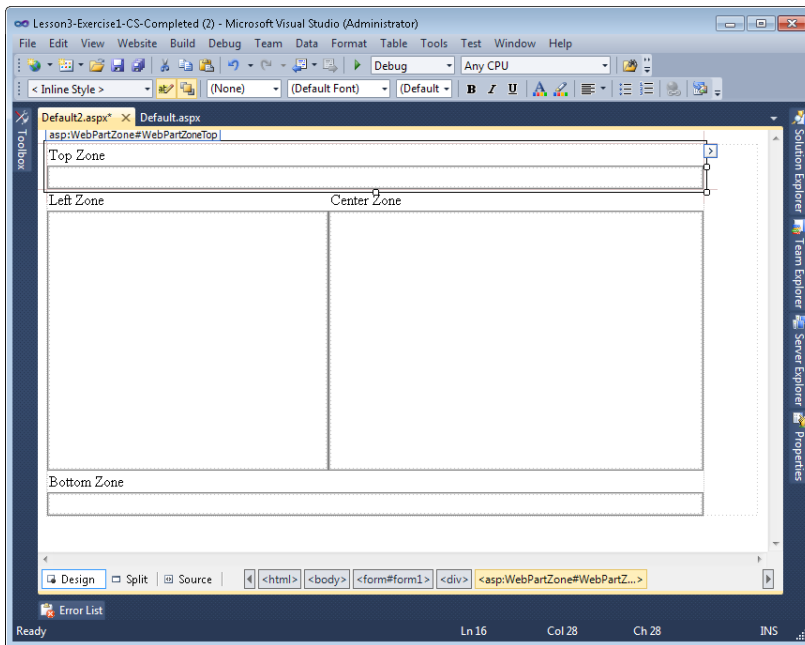 Lesson3-Exercise1-CS-Completed (2) - Microsoft Visual Studio (Administrator)
File Edit View Website Build Debug Team Data Format Table Tools Test Window Help
Debug Any CPU
< Inline Style > ab (None) (Default Font) (Default B I U A
Default2.aspx* Default.aspx
asp:WebPartZone#WebPartZoneTop
Top Zone
Left Zone Center Zone
Bottom Zone
Toolbox
Solution Explorer
Team Explorer
Server Explorer
Properties
Design Split Source <html> <body> <form#form1> <div> <asp:WebPartZone#WebPartZ...>
Error List
Ready Ln 16 Col 28 Ch 28 INS